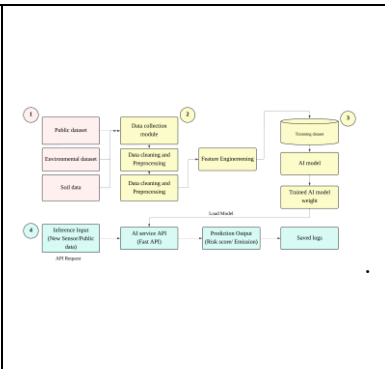 1
Public dataset
Environmental dataset
Soil data
2
Data collection
module
Data cleaning and
Preprocessing
Data cleaning and
Preprocessing
Feature Engineering
3
Training dataset
AI model
Trained AI model
weight
Load Model
4
Inference Input
(New Sensor/Public
data)
API Request
AI service API
(Fast API)
Prediction Output
(Risk score/ Emission)
Saved logs
.